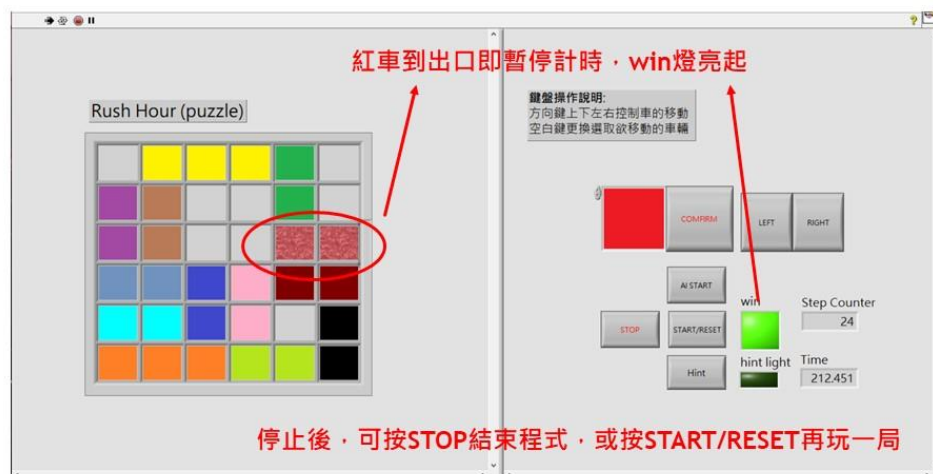 紅車到出口即暫停計時，win燈亮起
Rush Hour (puzzle)
鍵盤操作說明:
方向鍵上下左右控制車的移動
空白鍵更換選取欲移動的車輛
COMFIRM
LEFT
RIGHT
AI START
win
Step Counter
24
STOP
START/RESET
Hint
hint light
Time
212.451
停止後，可按STOP結束程式，或按START/RESET再玩一局